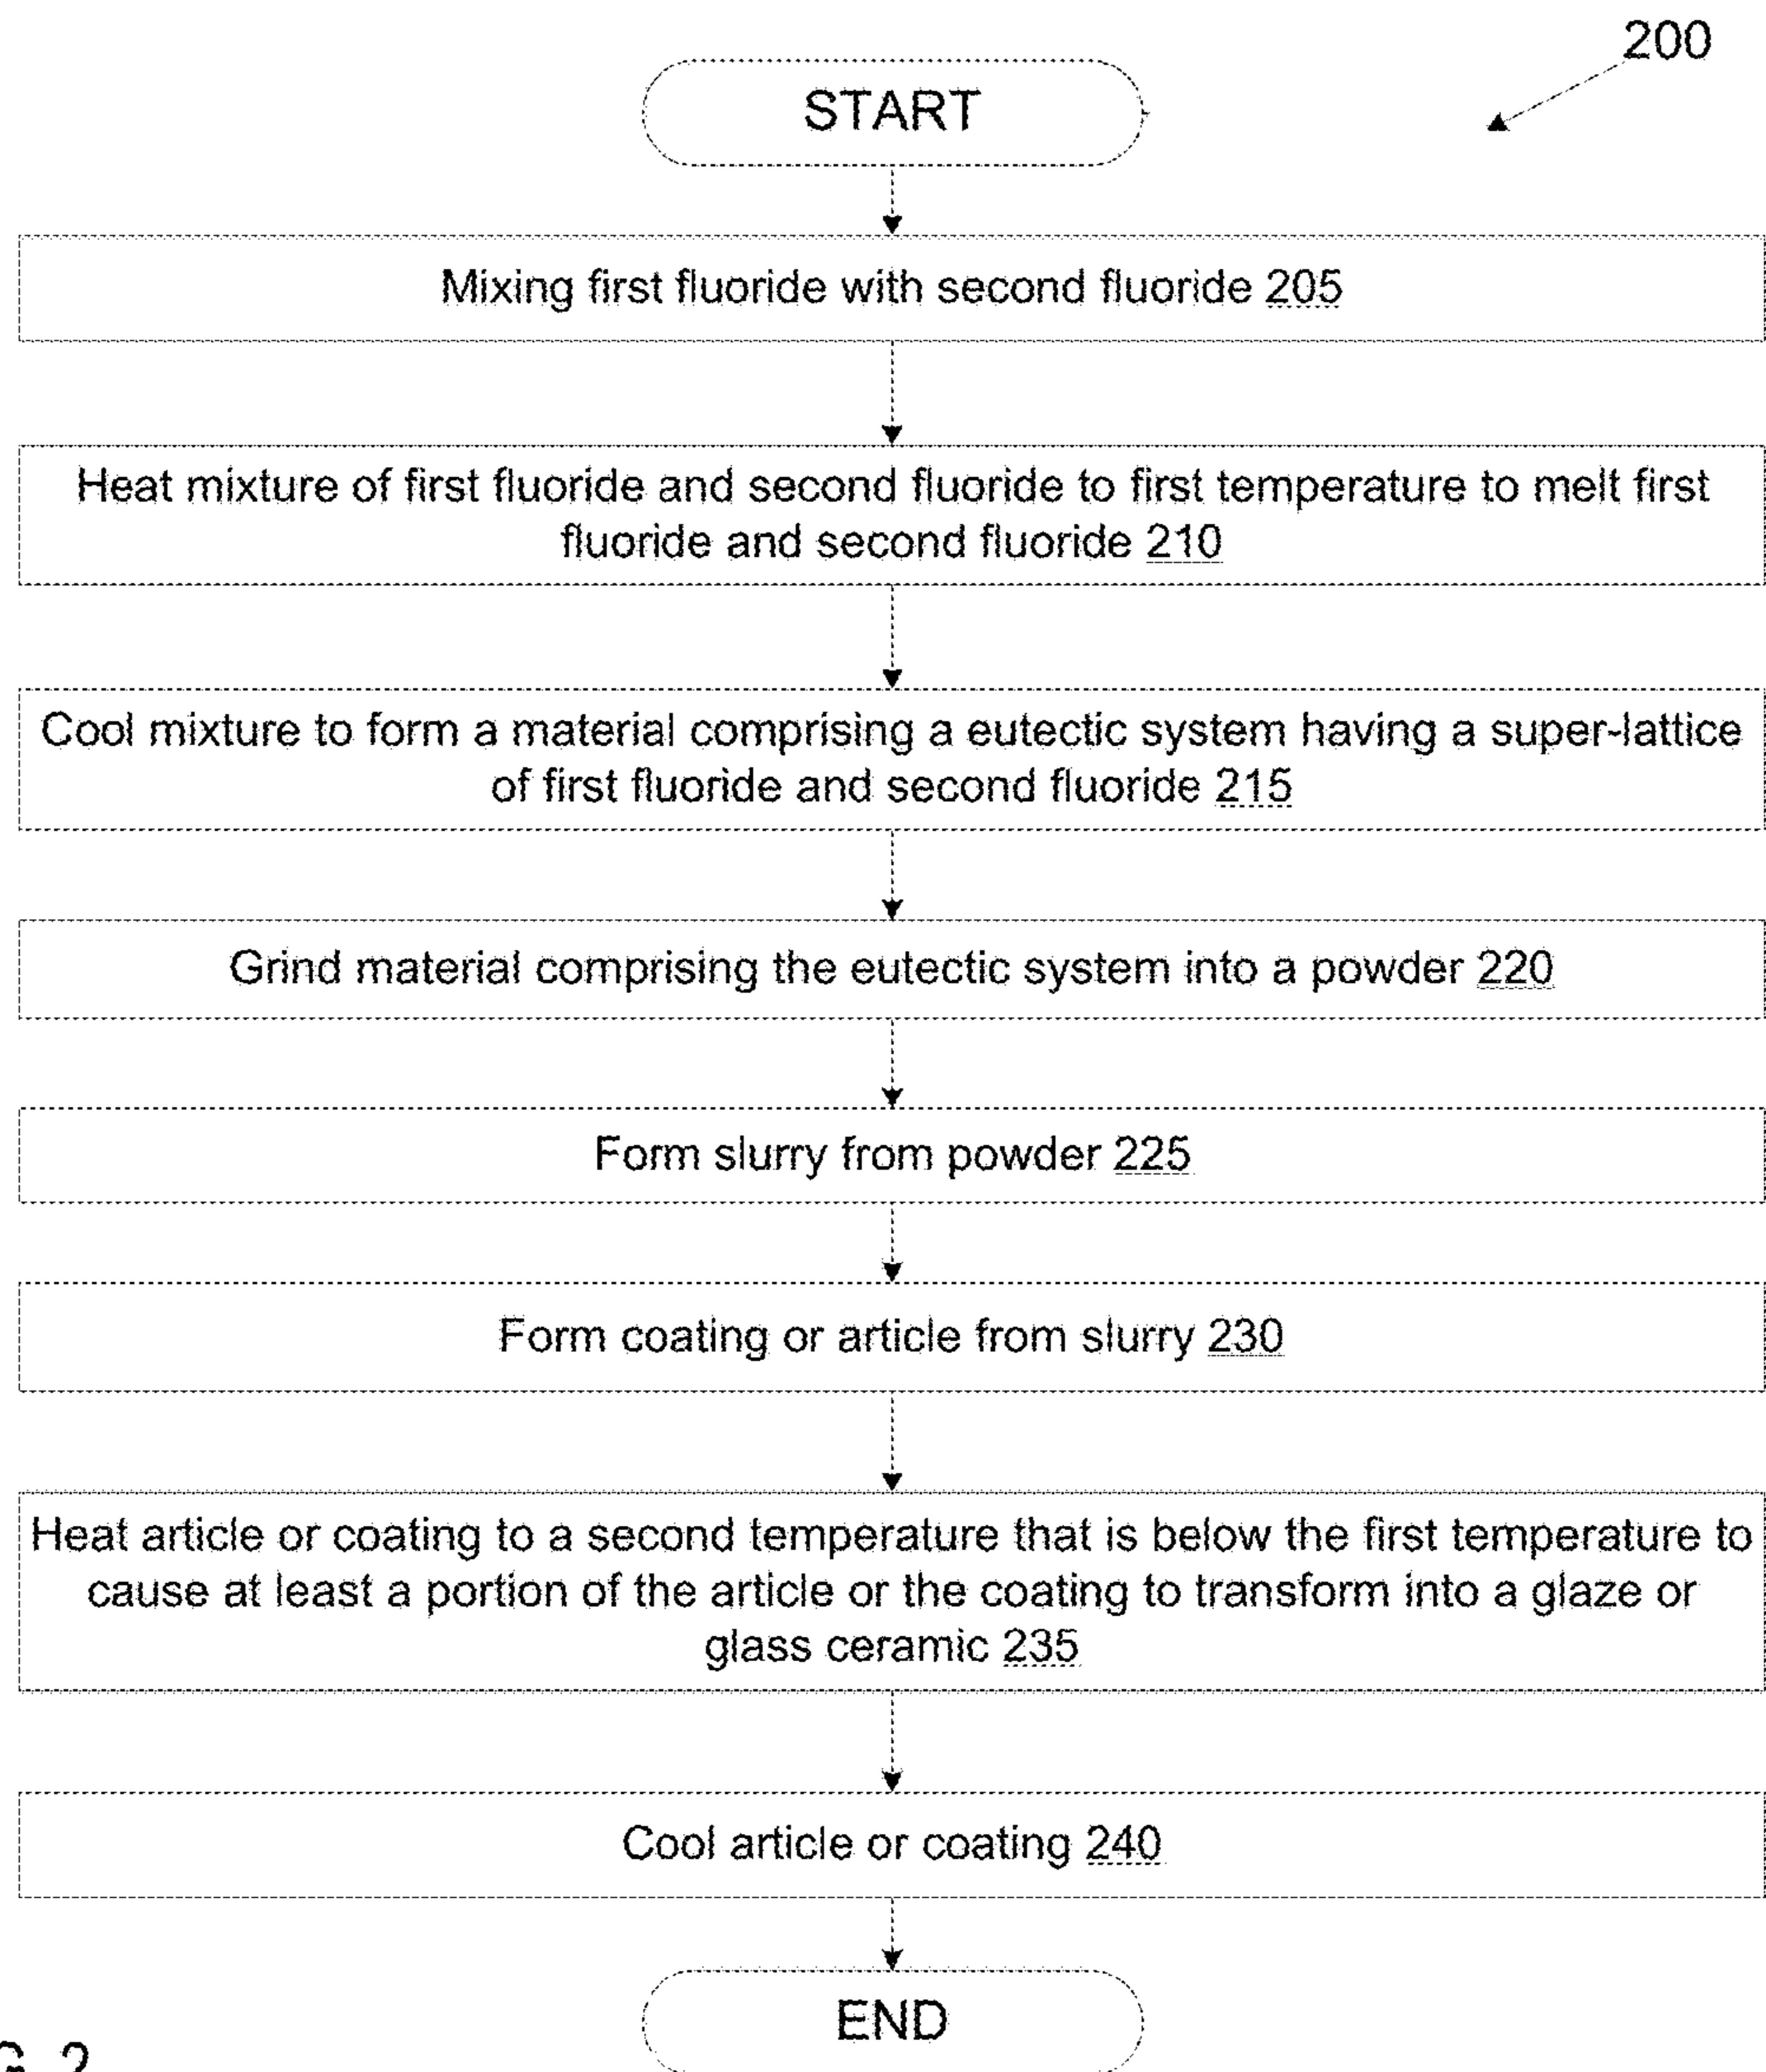 200
START
Mixing first fluoride with second fluoride 205
Heat mixture of first fluoride and second fluoride to first temperature to melt first
fluoride and second fluoride 210
Cool mixture to form a material comprising a eutectic system having a super-lattice
of first fluoride and second fluoride 215
Grind material comprising the eutectic system into a powder 220
Form slurry from powder 225
Form coating or article from slurry 230
Heat article or coating to a second temperature that is below the first temperature to
cause at least a portion of the article or the coating to transform into a glaze or
glass ceramic 235
Cool article or coating 240
END